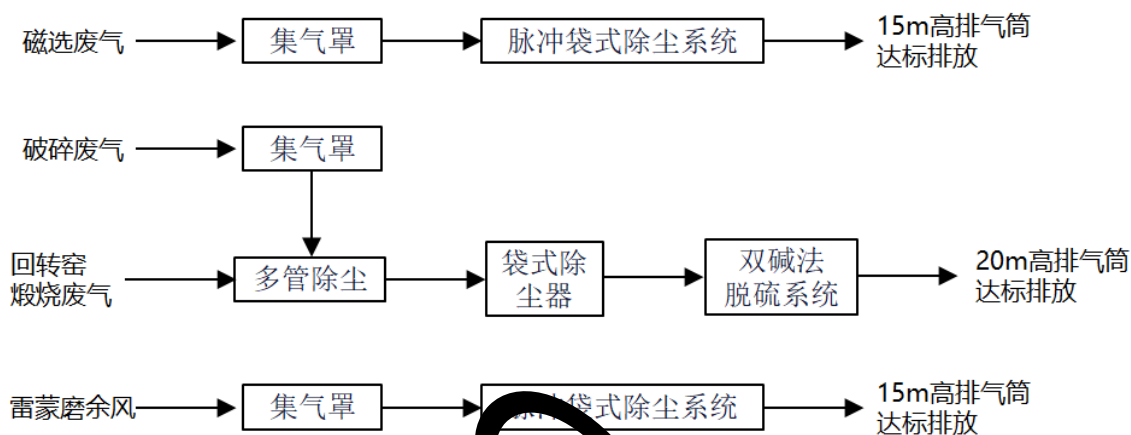 磁选废气
集气罩
脉冲袋式除尘系统
15m高排气筒
达标排放
破碎废气
集气罩
回转窑
煅烧废气
多管除尘
袋式除
尘器
双碱法
脱硫系统
20m高排气筒
达标排放
雷蒙磨余风
集气罩
袋式除尘系统
15m高排气筒
达标排放